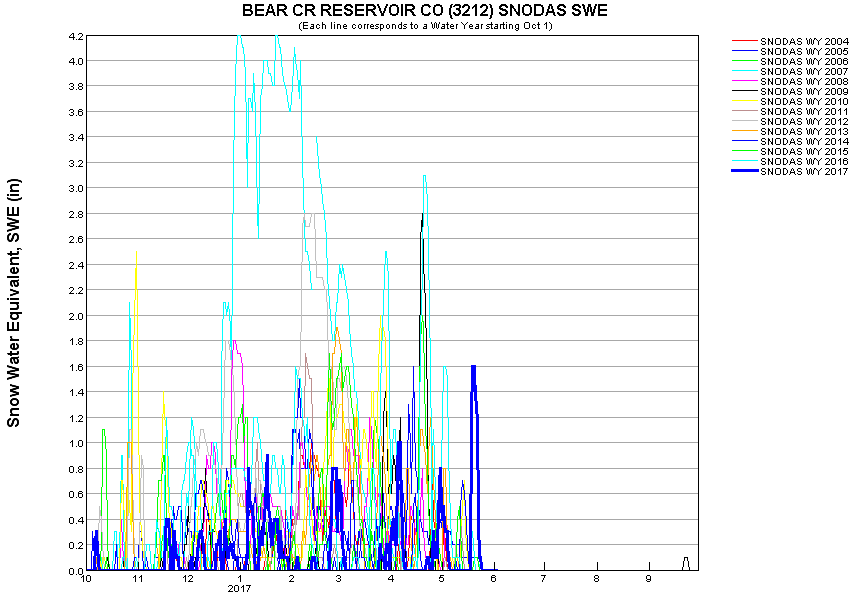 BEAR CR RESERVOIR CO (3212) SNODAS SWE
(Each line corresponds to a Water Year starting Oct 1)
Snow Water Equivalent, SWE (in)
4.2
4.0
3.8
3.6
3.4
3.2
3.0
2.8
2.6
2.4
2.2
2.0
1.8
1.6
1.4
1.2
1.0
0.8
0.6
0.4
0.2
0.0
10 11 12 1 2 3 4 5 6 7 8 9
2017
SNODAS WY 2004
SNODAS WY 2005
SNODAS WY 2006
SNODAS WY 2007
SNODAS WY 2008
SNODAS WY 2009
SNODAS WY 2010
SNODAS WY 2011
SNODAS WY 2012
SNODAS WY 2013
SNODAS WY 2014
SNODAS WY 2015
SNODAS WY 2016
SNODAS WY 2017